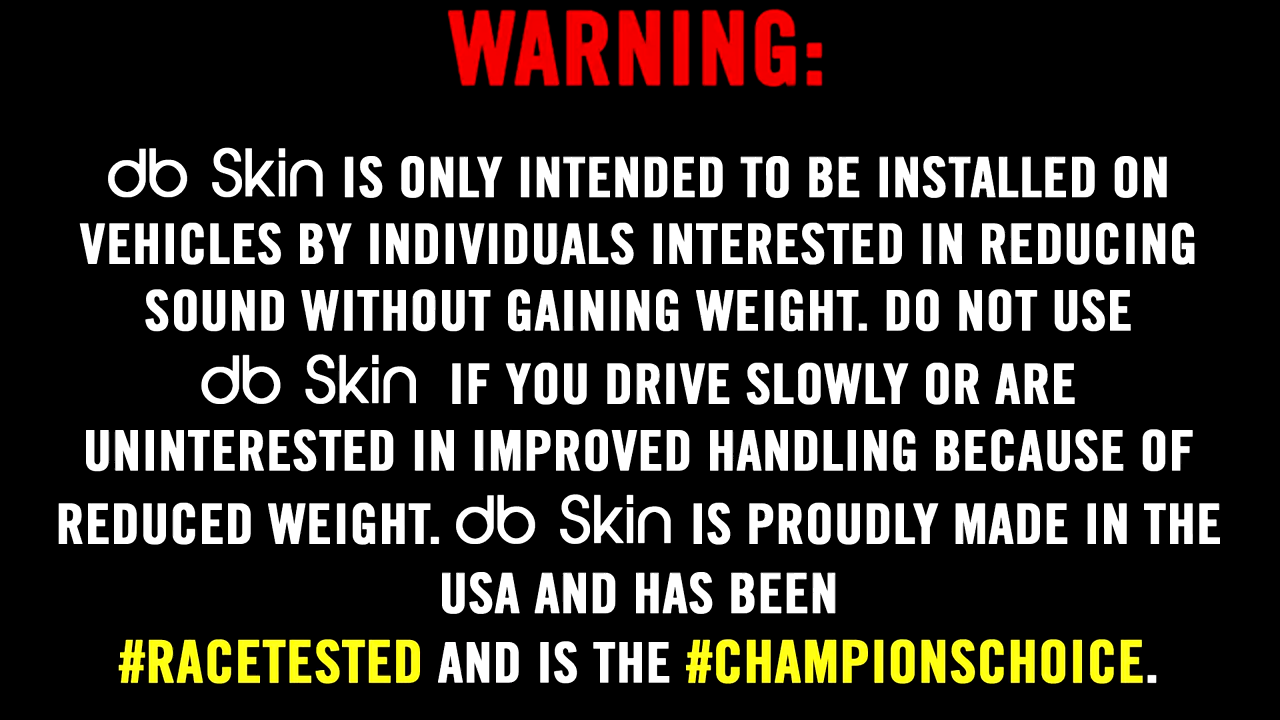 WARNING:
db Skin IS ONLY INTENDED TO BE INSTALLED ON
VEHICLES BY INDIVIDUALS INTERESTED IN REDUCING
SOUND WITHOUT GAINING WEIGHT. DO NOT USE
db Skin IF YOU DRIVE SLOWLY OR ARE
UNINTERESTED IN IMPROVED HANDLING BECAUSE OF
REDUCED WEIGHT. db Skin IS PROUDLY MADE IN THE
USA AND HAS BEEN
#RACETESTED AND IS THE #CHAMPIONSCHOICE.